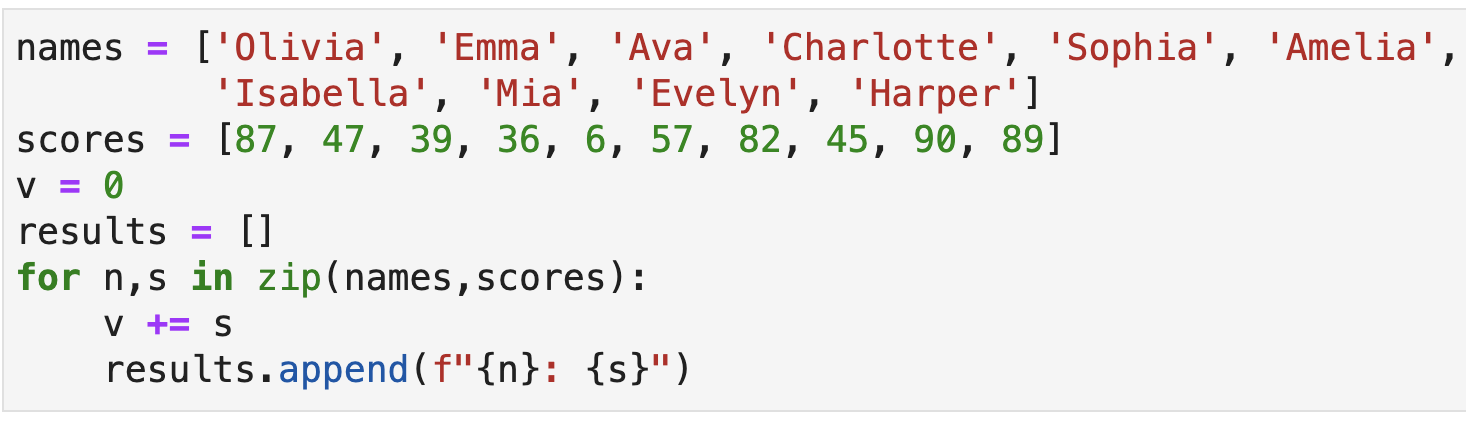 names = ['Olivia', 'Emma', 'Ava', 'Charlotte', 'Sophia', 'Amelia',
         'Isabella', 'Mia', 'Evelyn', 'Harper']
scores = [87, 47, 39, 36, 6, 57, 82, 45, 90, 89]
v = 0
results = []
for n,s in zip(names,scores):
    v += s
    results.append(f"{n}: {s}")